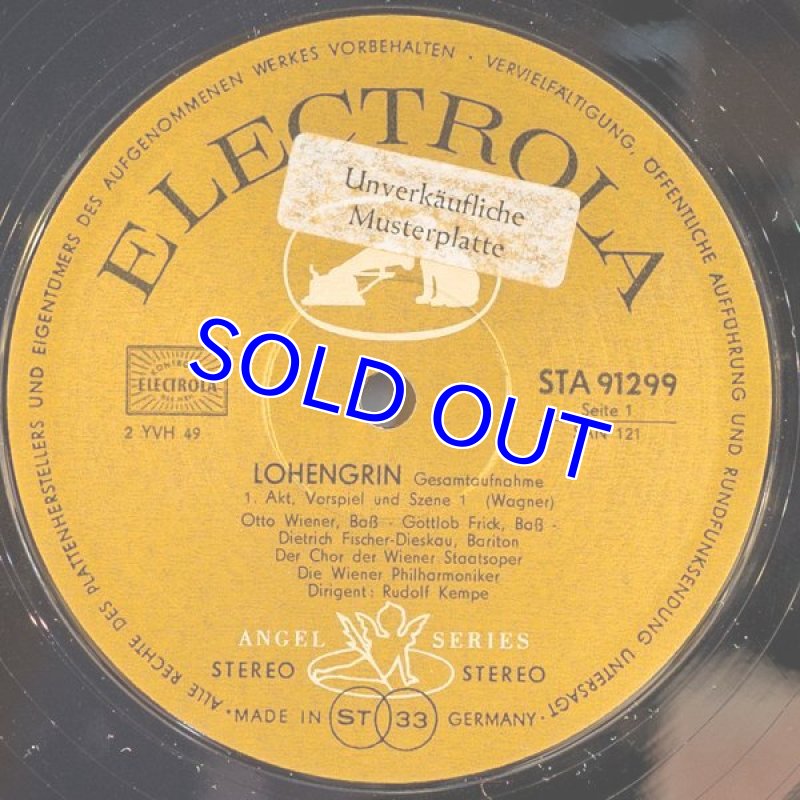 · ALLE RECHTE DES PLATTENHERSTELLERS UND EIGENTÜMERS DES AUFGENOMMENEN WERKES VORBEHALTEN · VERVIELFÄLTIGUNG, ÖFFENTLICHE AUFFÜHRUNG UND RUNDFUNKSENDUNG UNTERSAGT ·
ELECTROLA
Unverkäufliche
Musterplatte
ELECTROLA
2 YVH 49
STA 91299
Seite 1
121
SOLD OUT
LOHENGRIN Gesamtaufnahme
1. Akt, Vorspiel und Szene 1 (Wagner)
Otto Wiener, Baß - Gottlob Frick, Baß -
Dietrich Fischer-Dieskau, Bariton
Der Chor der Wiener Staatsoper
Die Wiener Philharmoniker
Dirigent: Rudolf Kempe
ANGEL SERIES
STEREO STEREO
MADE IN ST 33 GERMANY